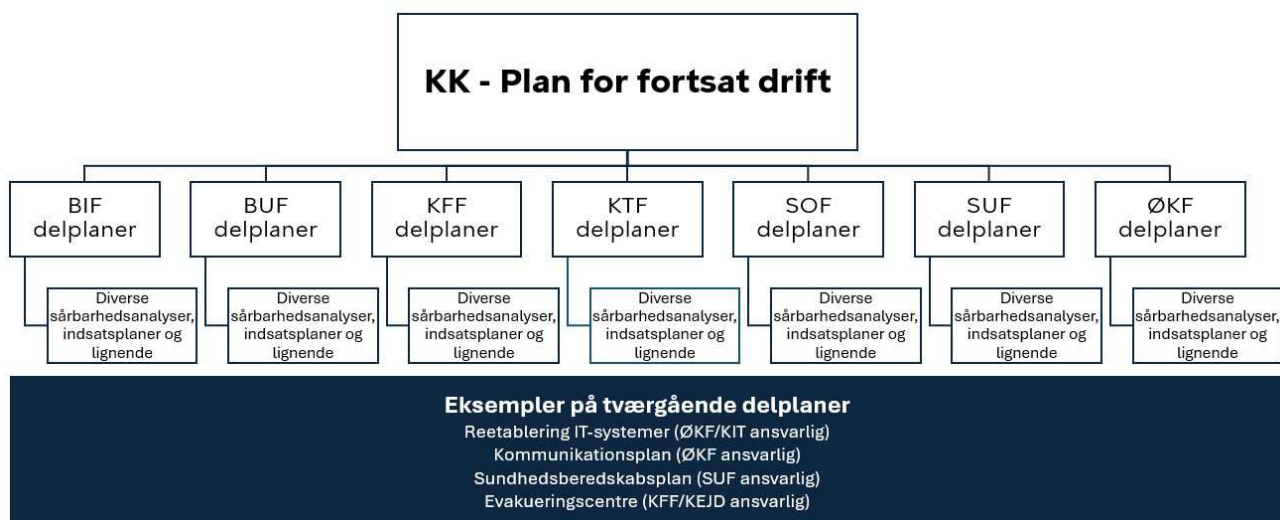 KK - Plan for fortsat drift
BIF
delplaner
BUF
delplaner
KFF
delplaner
KTF
delplaner
SOF
delplaner
SUF
delplaner
ØKF
delplaner
Diverse
sårbarhedsanalyser,
indsatsplaner og
lignende
Diverse
sårbarhedsanalyser,
indsatsplaner og
lignende
Diverse
sårbarhedsanalyser,
indsatsplaner og
lignende
Diverse
sårbarhedsanalyser,
indsatsplaner og
lignende
Diverse
sårbarhedsanalyser,
indsatsplaner og
lignende
Diverse
sårbarhedsanalyser,
indsatsplaner og
lignende
Diverse
sårbarhedsanalyser,
indsatsplaner og
lignende
Eksempler på tværgående delplaner
Reetablering IT-systemer (ØKF/KIT ansvarlig)
Kommunikationsplan (ØKF ansvarlig)
Sundhedsberedskabsplan (SUF ansvarlig)
Evakueringscentre (KFF/KEJD ansvarlig)